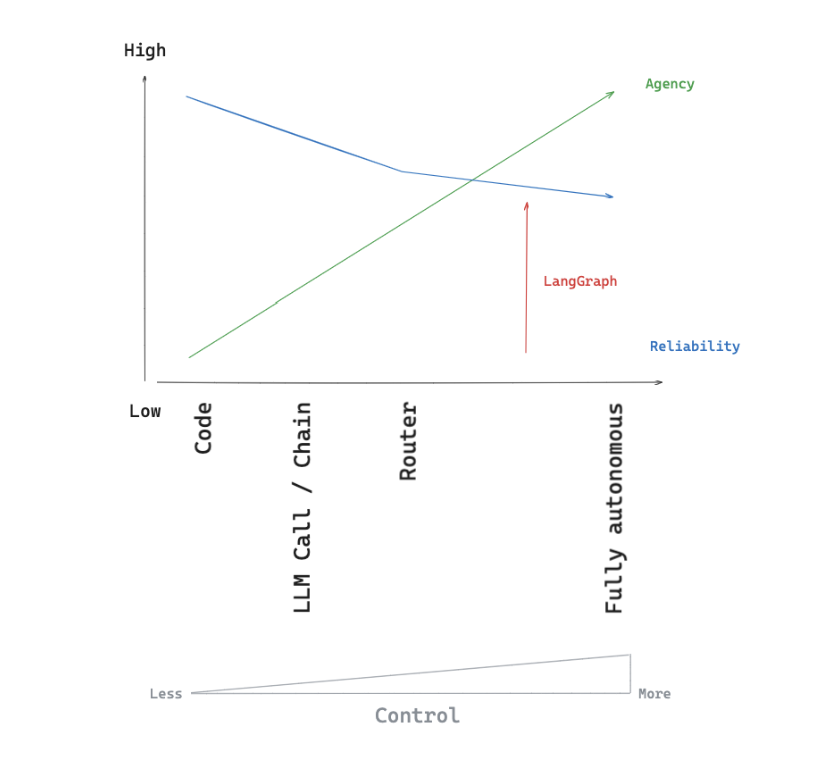 High
Agency
LangGraph
Reliability
Low
Code
LLM Call / Chain
Router
Fully autonomous
Less
More
Control